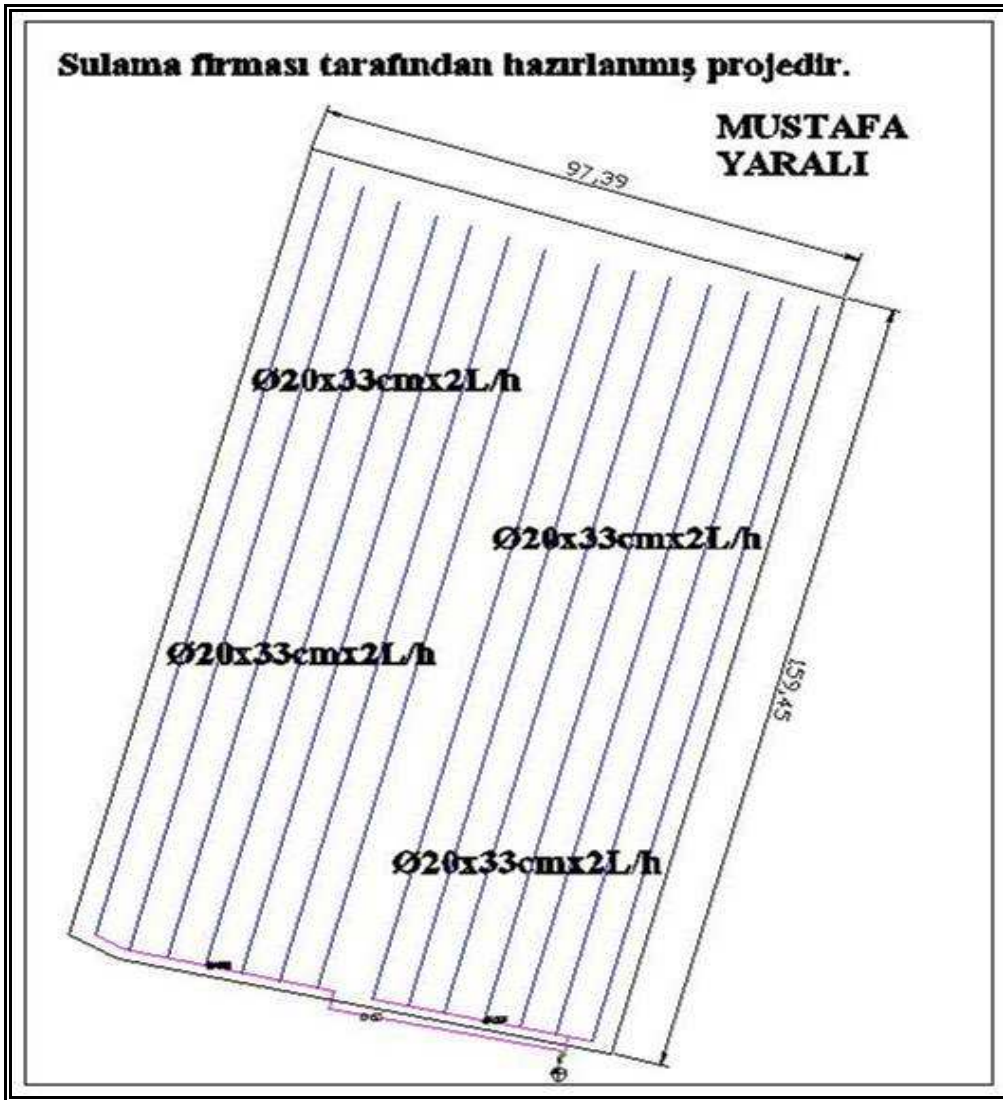 Sulama firması tarafından hazırlanmış projedir.
MUSTAFA
YARALI
97,39
Ø20x33cmx2L/h
Ø20x33cmx2L/h
Ø20x33cmx2L/h
159,45
Ø20x33cmx2L/h